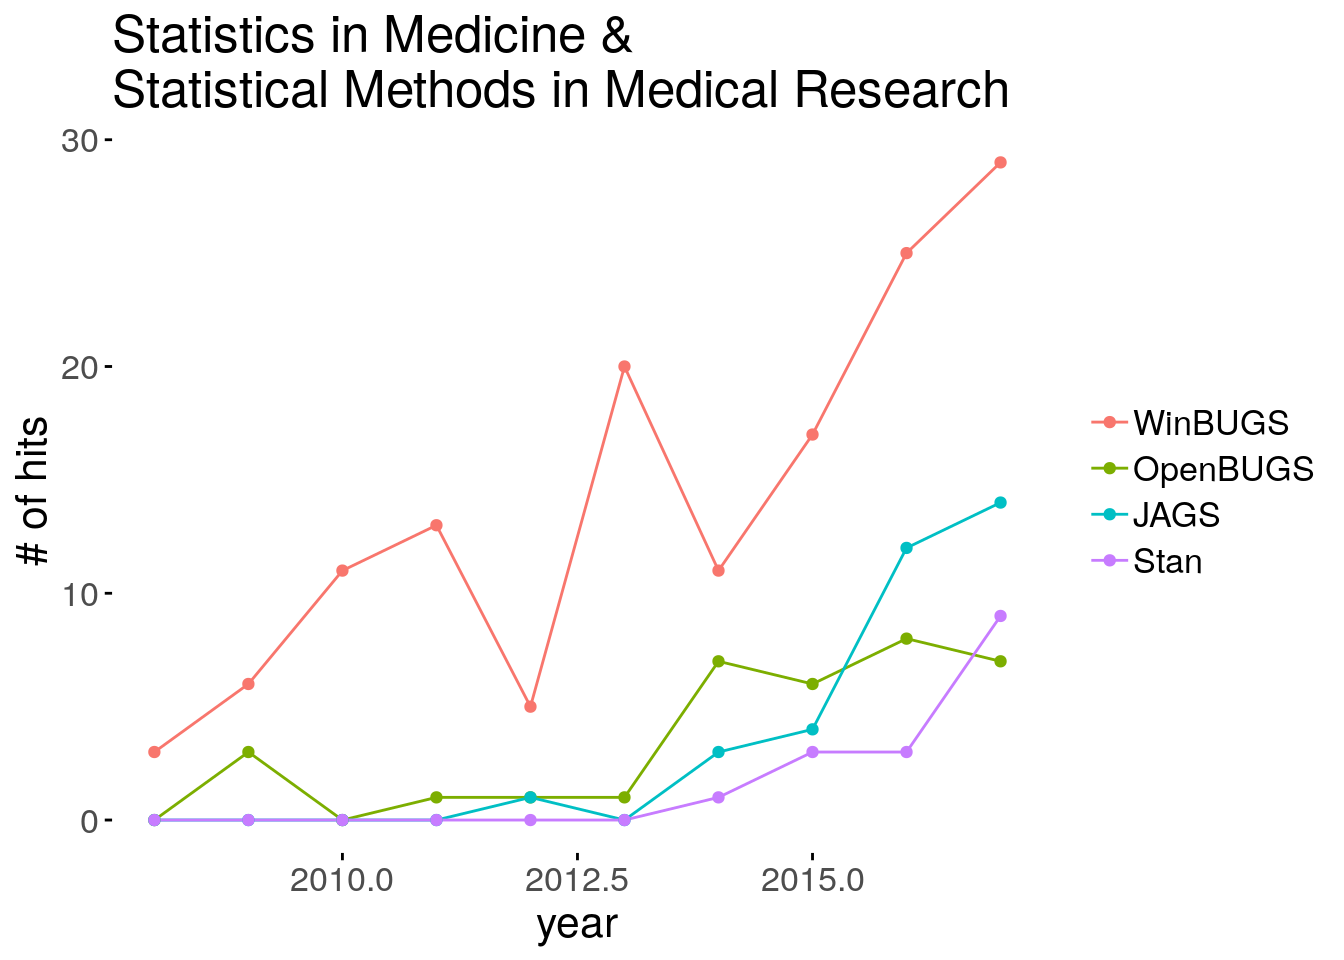 Statistics in Medicine &
Statistical Methods in Medical Research
30
20
10
0
# of hits
2010.0 2012.5 2015.0
year
WinBUGS
OpenBUGS
JAGS
Stan